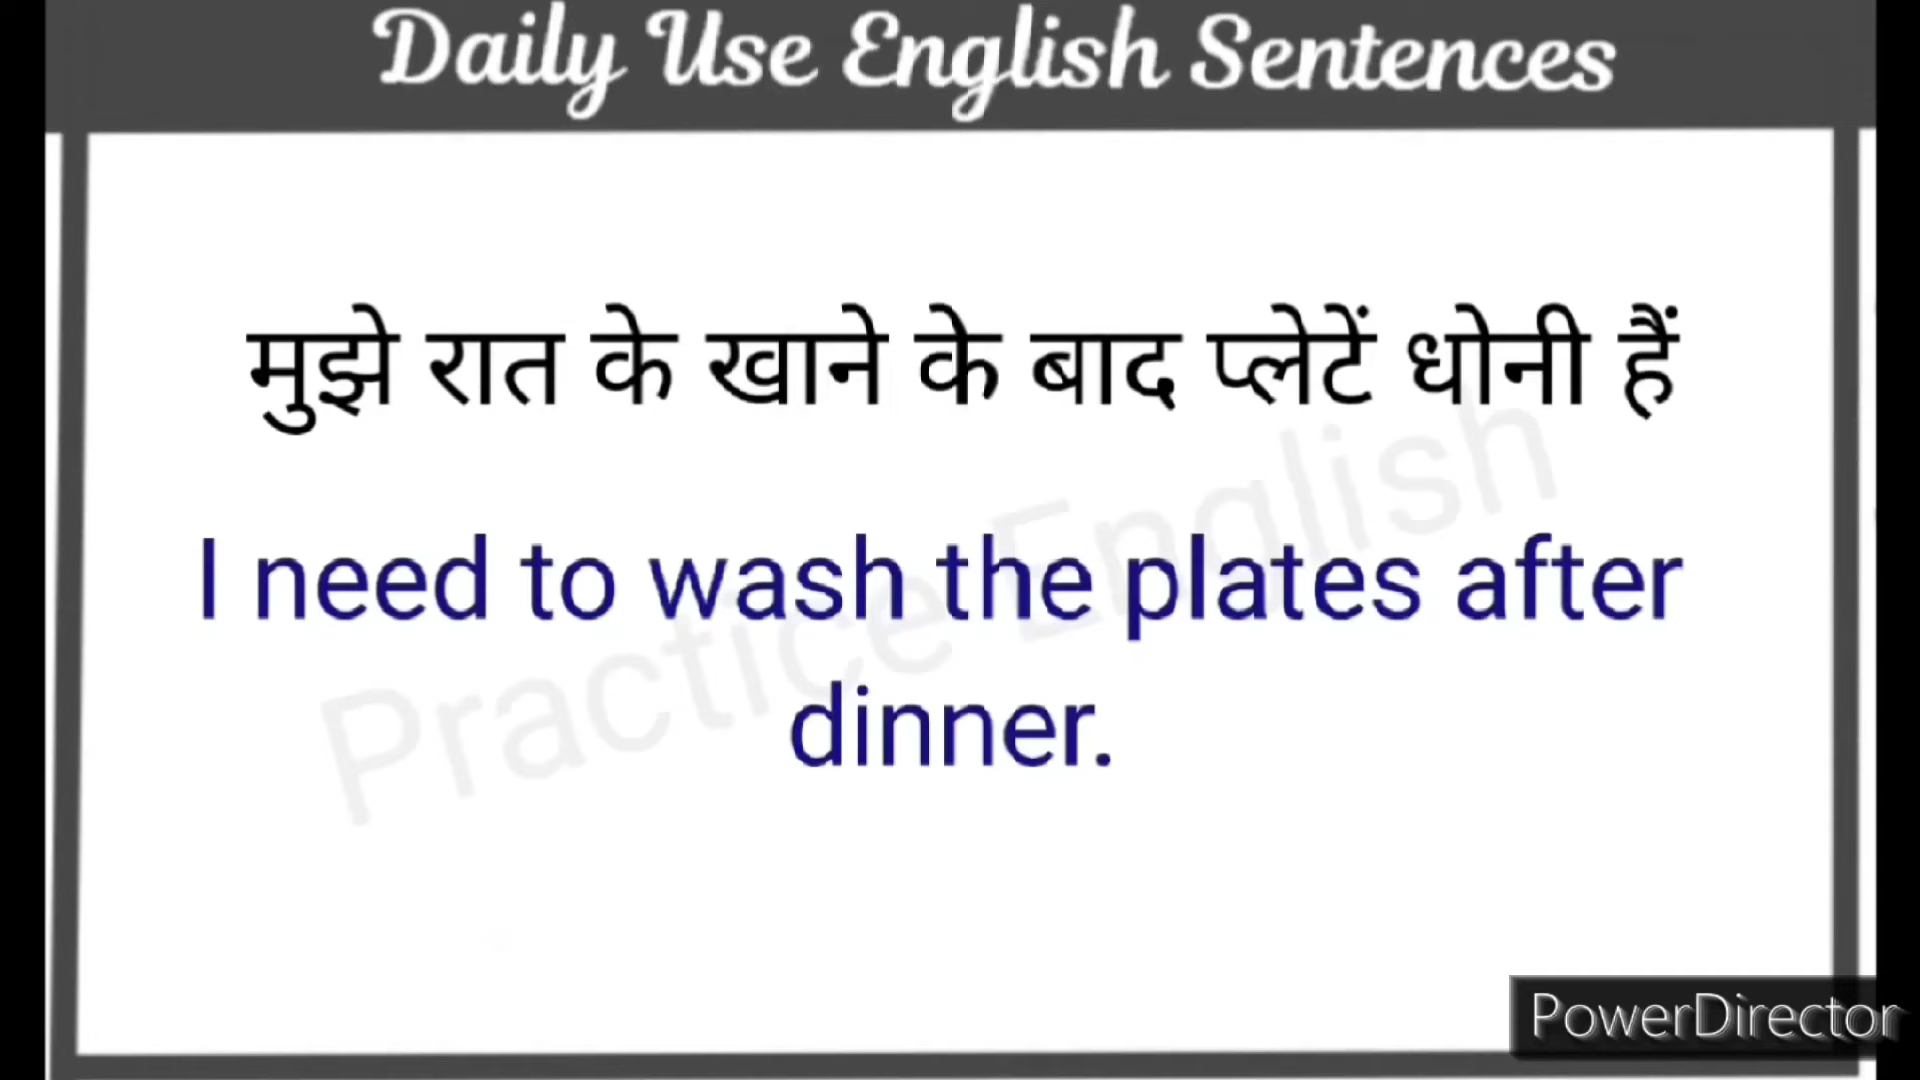 Daily Use English Sentences
मुझे रात के खाने के बाद प्लेटें धोनी हैं
I need to wash the plates after
dinner.
Practice English
PowerDirector